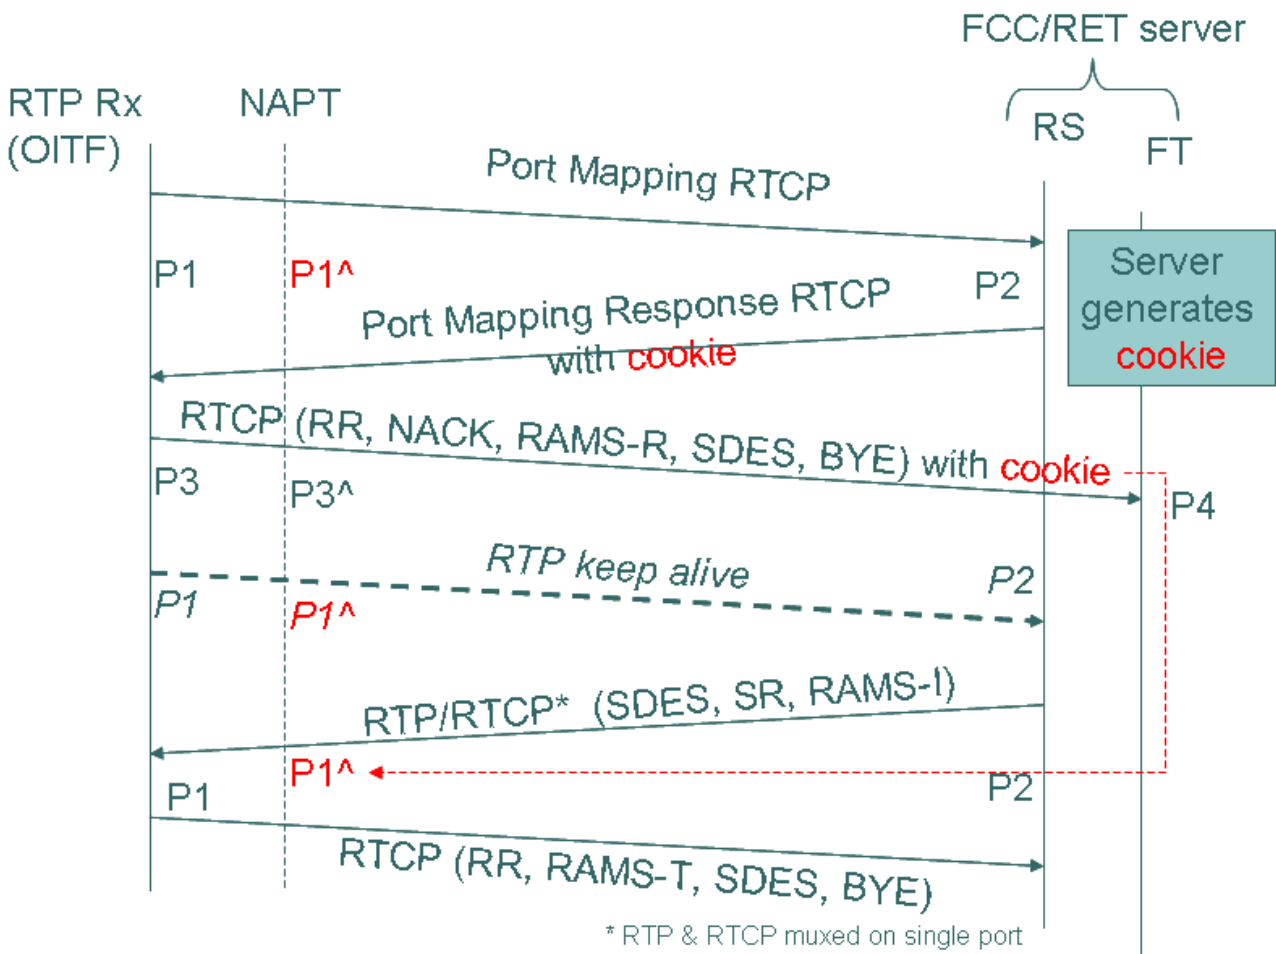 FCC/RET server
RTP Rx
(OITF)
NAPT
RS
FT
Port Mapping RTCP
P1
P1^
P2
Server
generates
cookie
Port Mapping Response RTCP
with cookie
RTCP (RR, NACK, RAMS-R, SDES, BYE) with cookie
P3
P3^
P4
RTP keep alive
P1
P1^
P2
RTP/RTCP* (SDES, SR, RAMS-I)
P1^
P1
P2
RTCP (RR, RAMS-T, SDES, BYE)
* RTP & RTCP muxed on single port